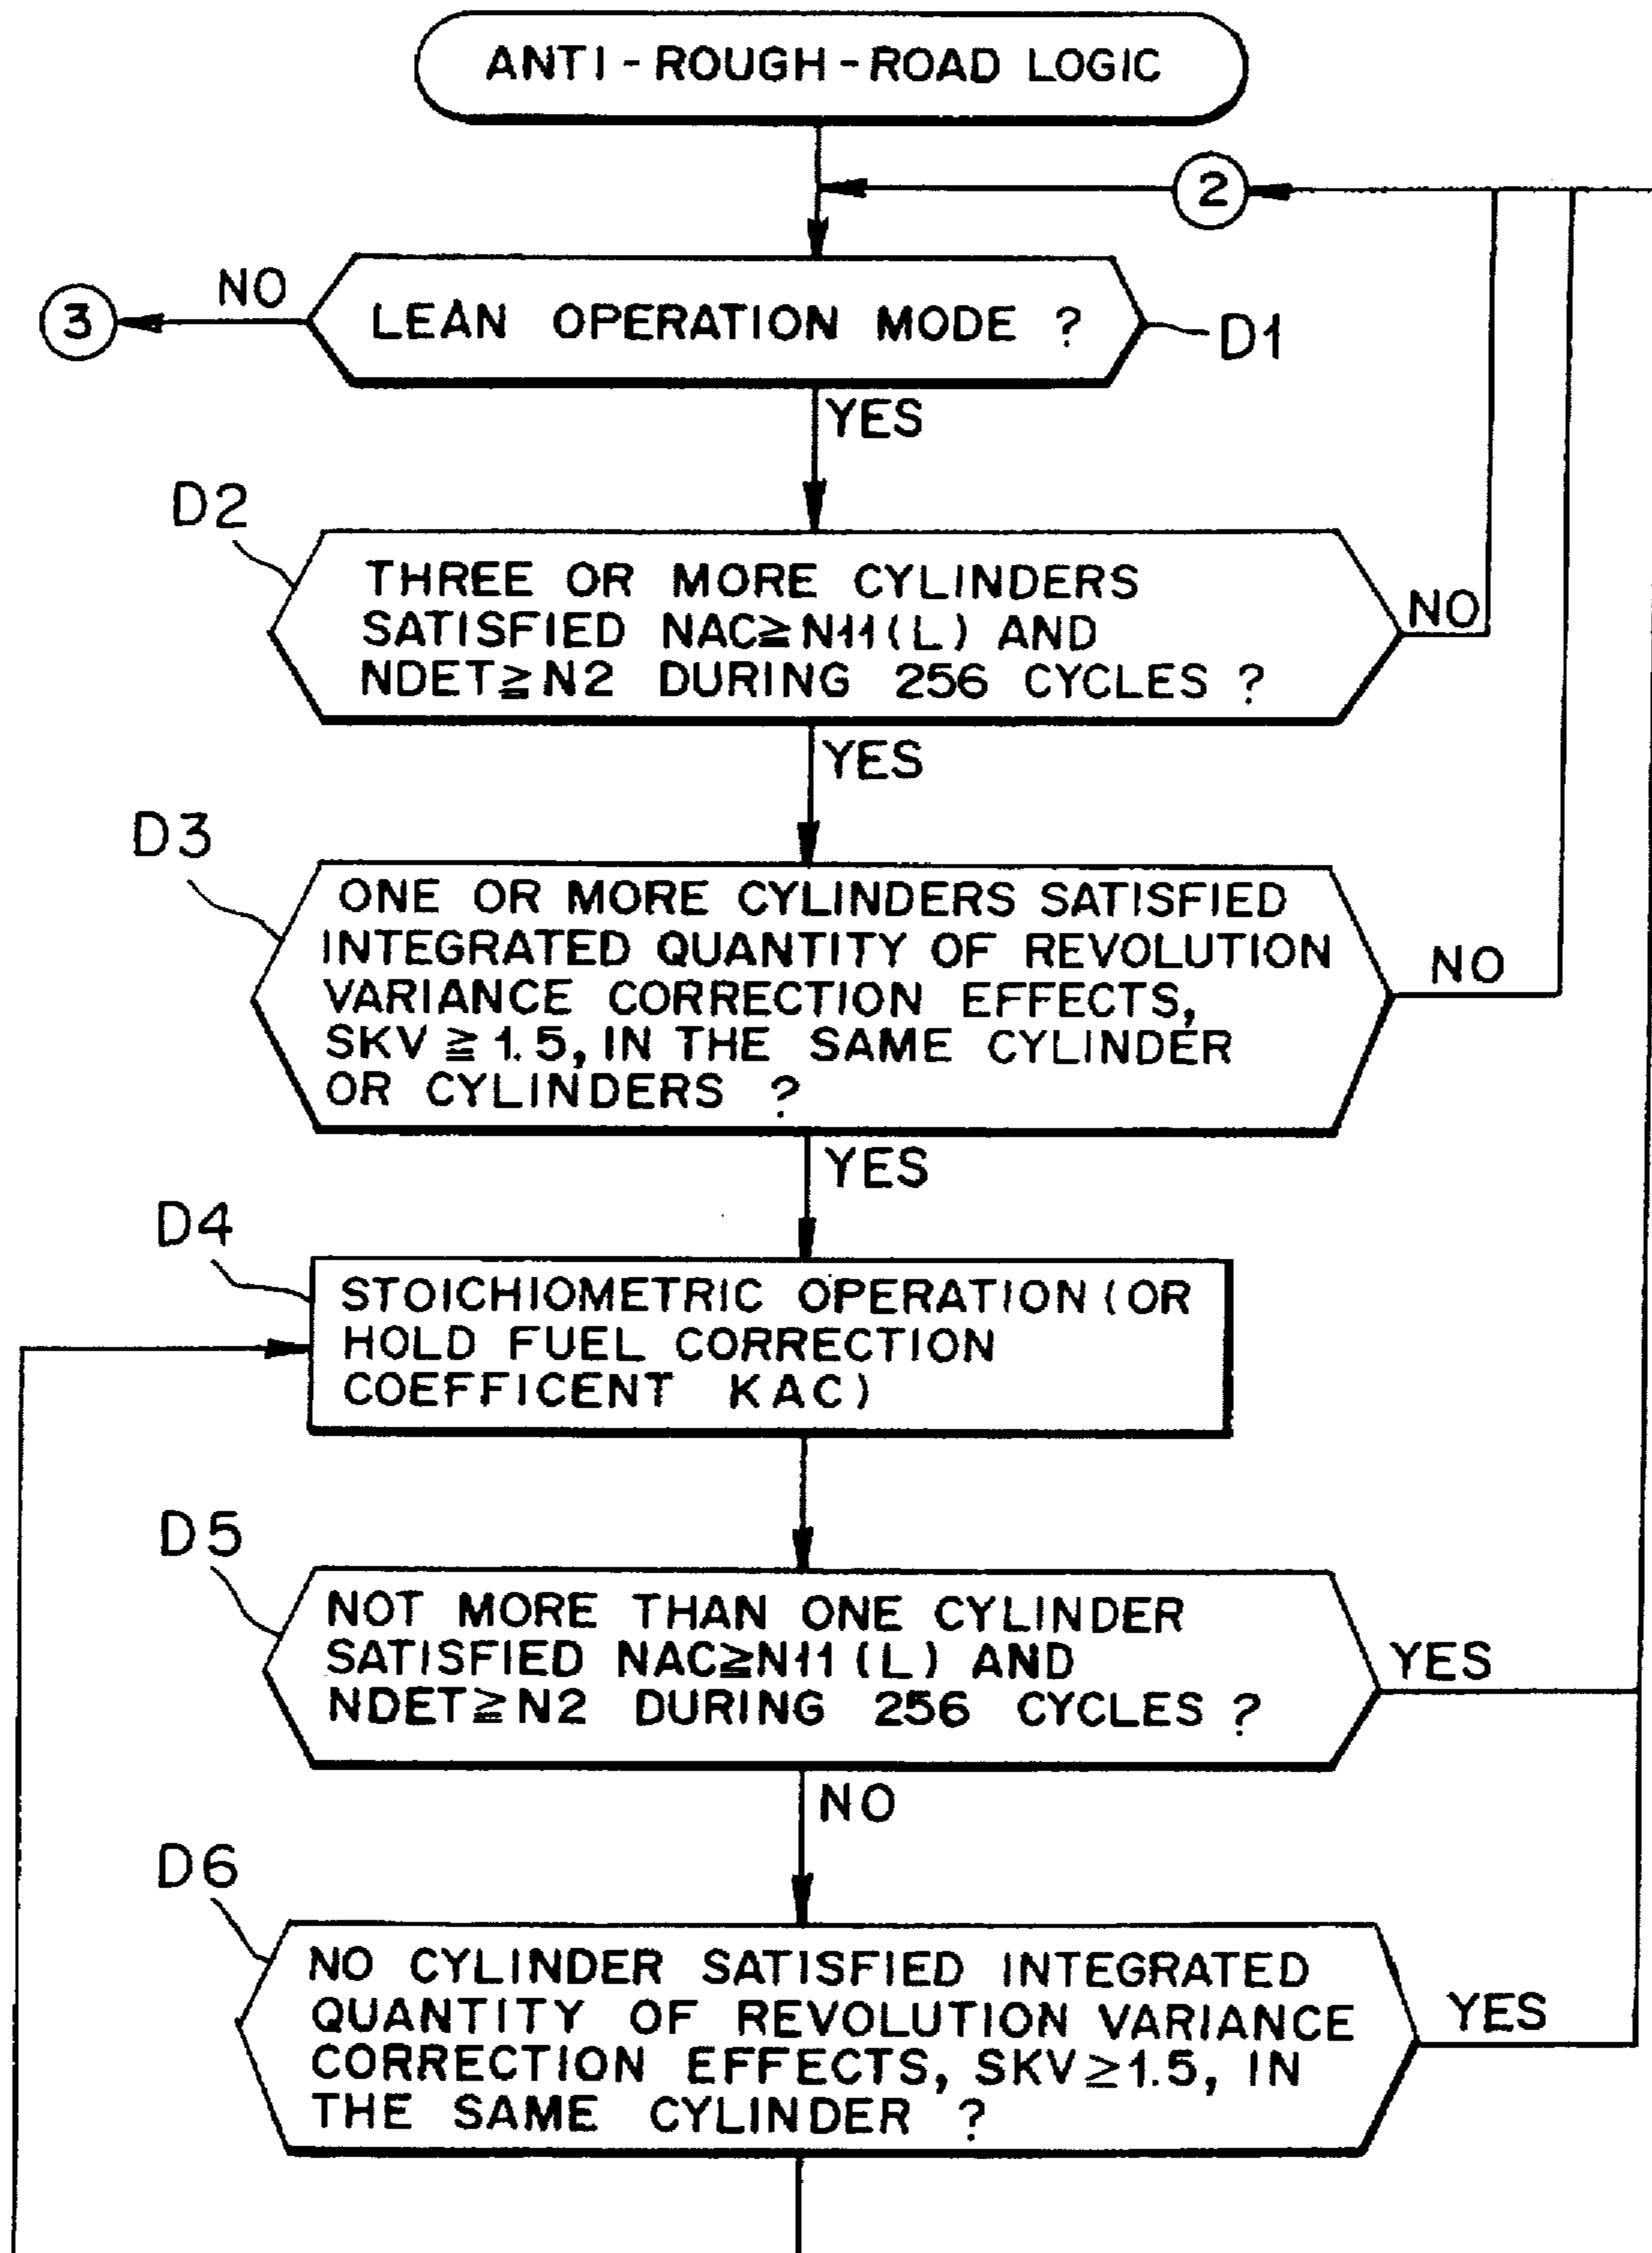 ANTI-ROUGH-ROAD LOGIC
2
NO
3
LEAN OPERATION MODE ?
D1
YES
D2
THREE OR MORE CYLINDERS
SATISFIED NAC≧N11(L) AND
NDET≧N2 DURING 256 CYCLES ?
NO
YES
D3
ONE OR MORE CYLINDERS SATISFIED
INTEGRATED QUANTITY OF REVOLUTION
VARIANCE CORRECTION EFFECTS,
SKV≧1.5, IN THE SAME CYLINDER
OR CYLINDERS ?
NO
YES
D4
STOICHIOMETRIC OPERATION (OR
HOLD FUEL CORRECTION
COEFFICENT KAC)
D5
NOT MORE THAN ONE CYLINDER
SATISFIED NAC≧N11(L) AND
NDET≧N2 DURING 256 CYCLES ?
YES
NO
D6
NO CYLINDER SATISFIED INTEGRATED
QUANTITY OF REVOLUTION VARIANCE
CORRECTION EFFECTS, SKV≥1.5, IN
THE SAME CYLINDER ?
YES